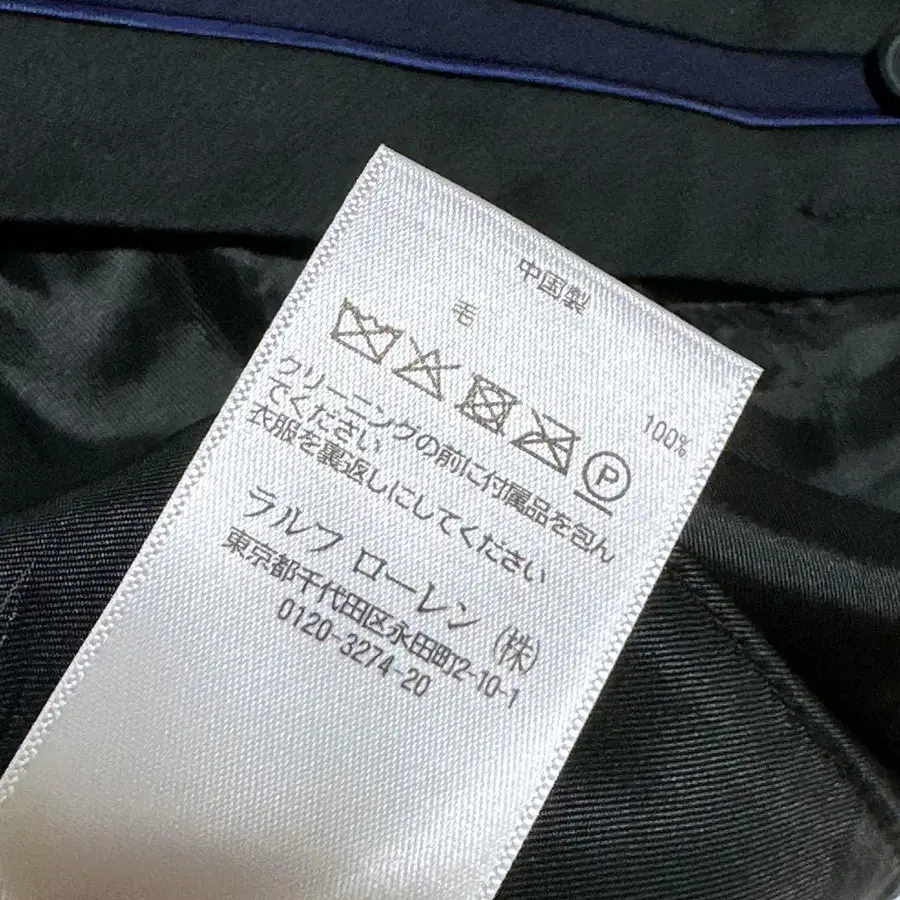 中国製
毛 100%
P
クリーニングの前に付属品を包ん
でください、
衣服を裏返しにしてください
ラルフ ローレン (株)
東京都千代田区永田町2-10-1
0120-3274-20